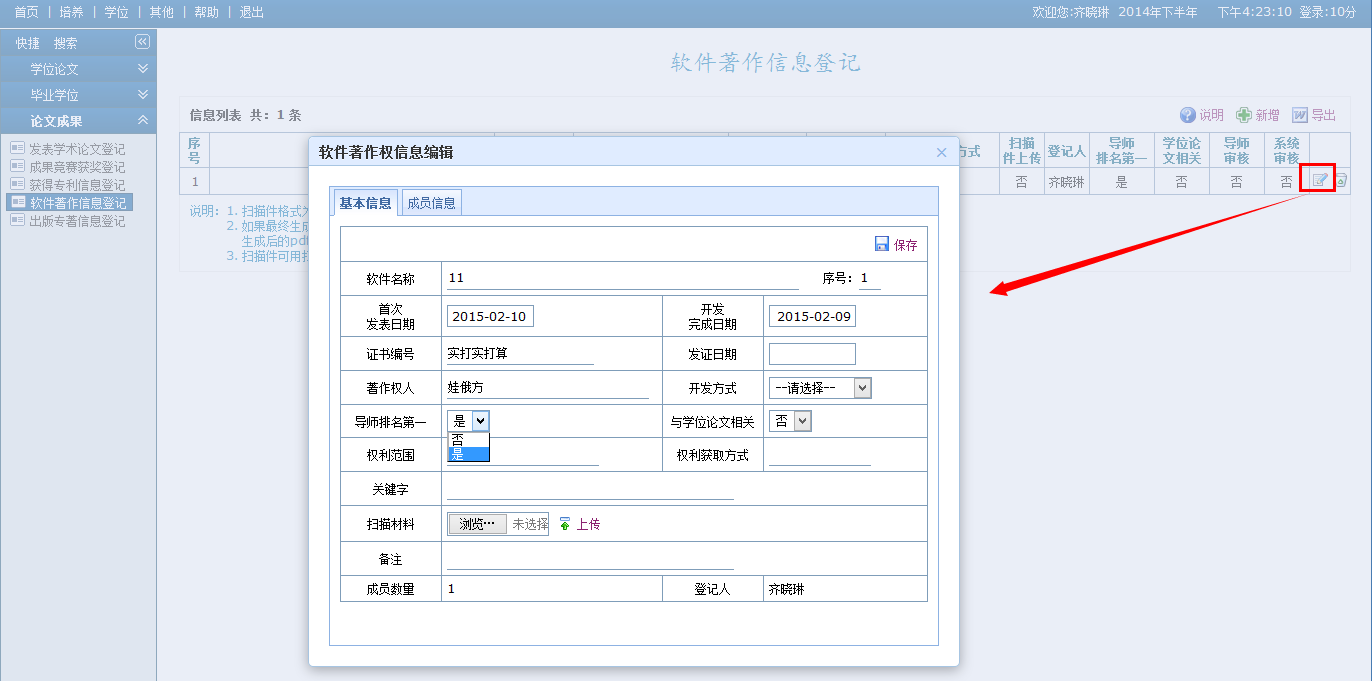 首页 | 培养 | 学位 | 其他 | 帮助 | 退出
欢迎您:齐晓琳 2014年下半年 下午4:23:10 登录:10分
快捷 搜索
学位论文
毕业学位
论文成果
发表学术论文登记
成果竞赛获奖登记
获得专利信息登记
软件著作信息登记
出版专著信息登记
软件著作信息登记
信息列表 共: 1 条
说明 新增 导出
序号
方式
扫描件上传
登记人
导师排名第一
学位论文相关
导师审核
系统审核
1 否 齐晓琳 是 否 否 否
说明: 1. 扫描件格式
2. 如果最终生成
生成后的pd
3. 扫描件可用
软件著作权信息编辑
基本信息 成员信息
保存
软件名称 11 序号: 1
首次发表日期 2015-02-10 开发完成日期 2015-02-09
证书编号 实打实打算 发证日期
著作权人 娃俄方 开发方式 --请选择--
导师排名第一 是 与学位论文相关 否
否
是
权利范围 权利获取方式
关键字
扫描材料 浏览… 未选择 上传
备注
成员数量 1 登记人 齐晓琳